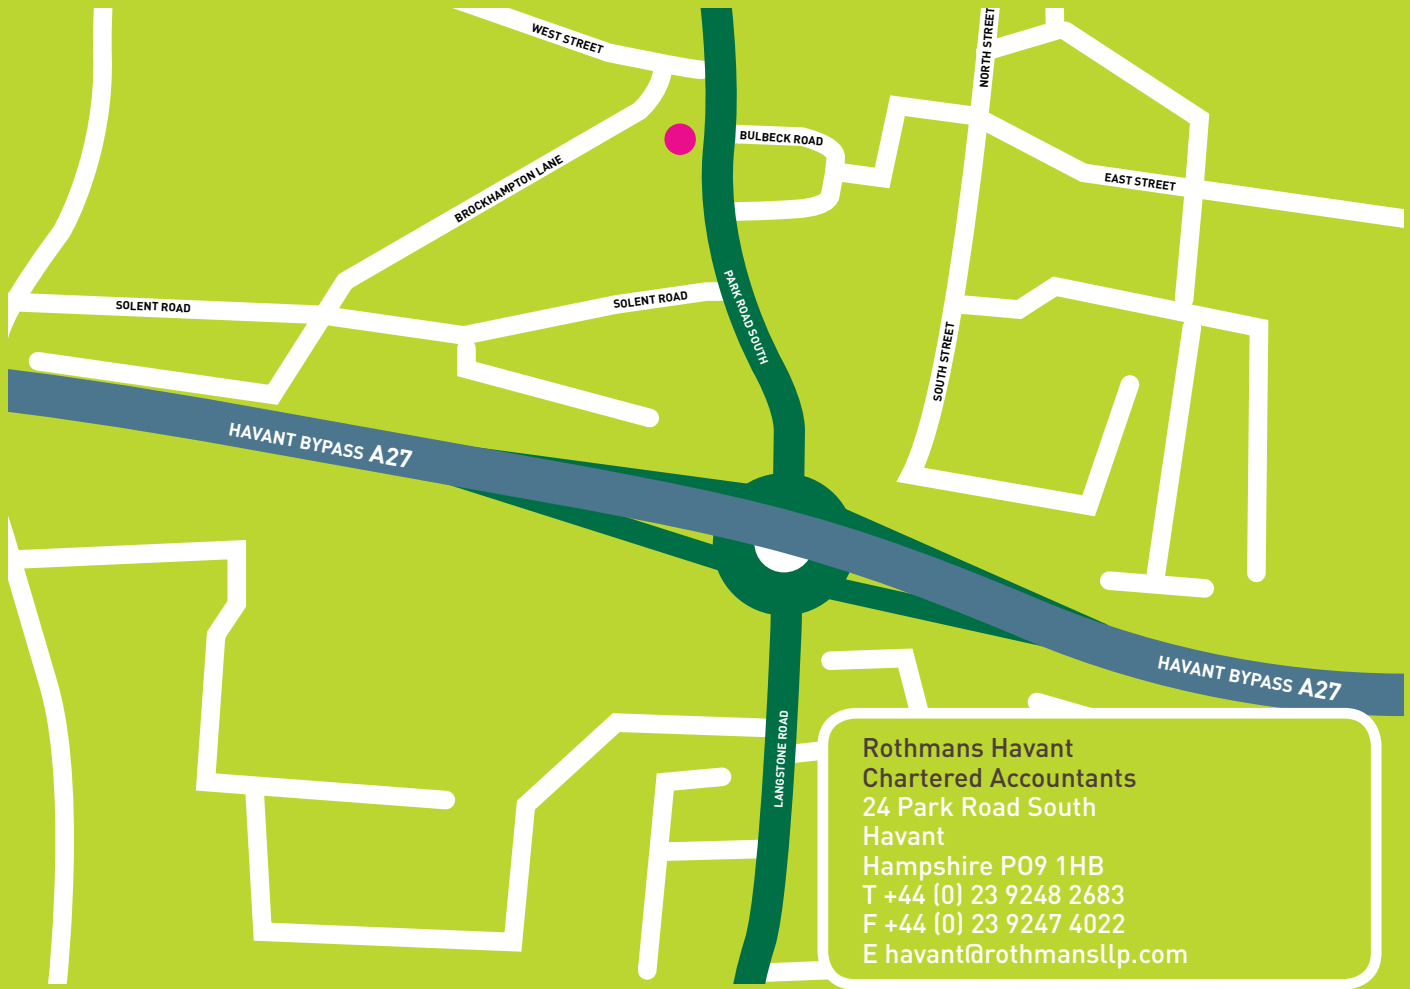 WEST STREET
NORTH STREET
BULBECK ROAD
BROCKHAMPTON LANE
EAST STREET
SOLENT ROAD
SOLENT ROAD
PARK ROAD SOUTH
SOUTH STREET
HAVANT BYPASS A27
HAVANT BYPASS A27
LANGSTONE ROAD
Rothmans Havant
Chartered Accountants
24 Park Road South
Havant
Hampshire PO9 1HB
T +44 (0) 23 9248 2683
F +44 (0) 23 9247 4022
E havant@rothmansllp.com